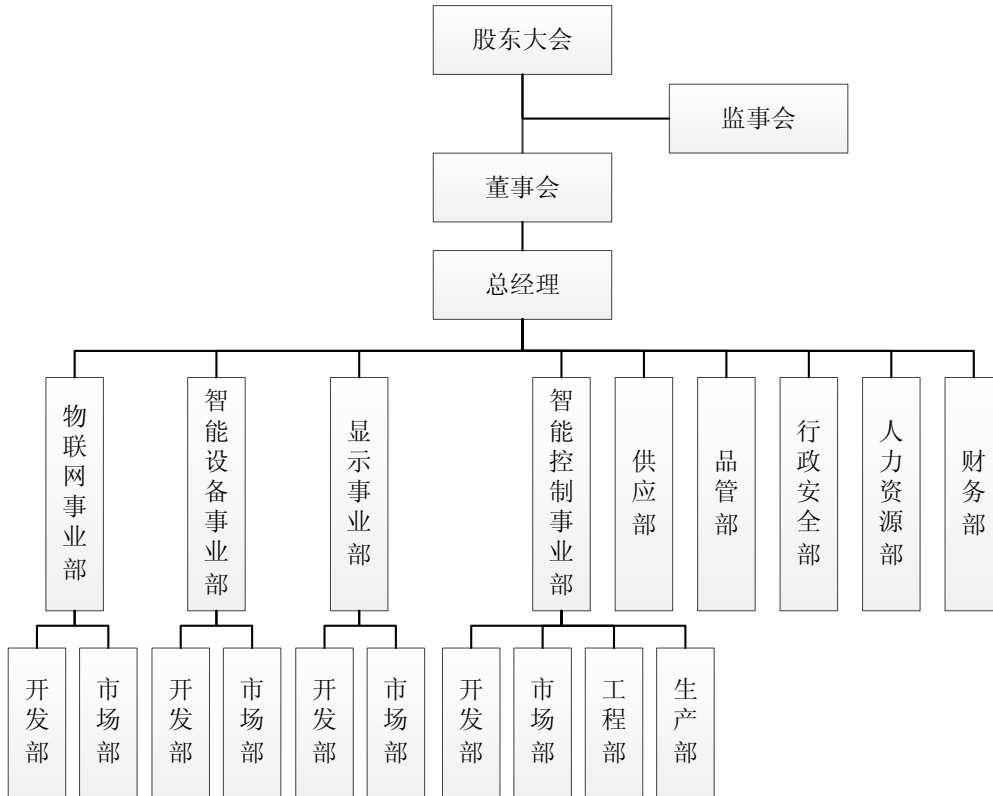 股东大会
监事会
董事会
总经理
物联网事业部
智能设备事业部
显示事业部
智能控制事业部
供应部
品管部
行政安全部
人力资源部
财务部
开发部
市场部
开发部
市场部
开发部
市场部
开发部
市场部
工程部
生产部